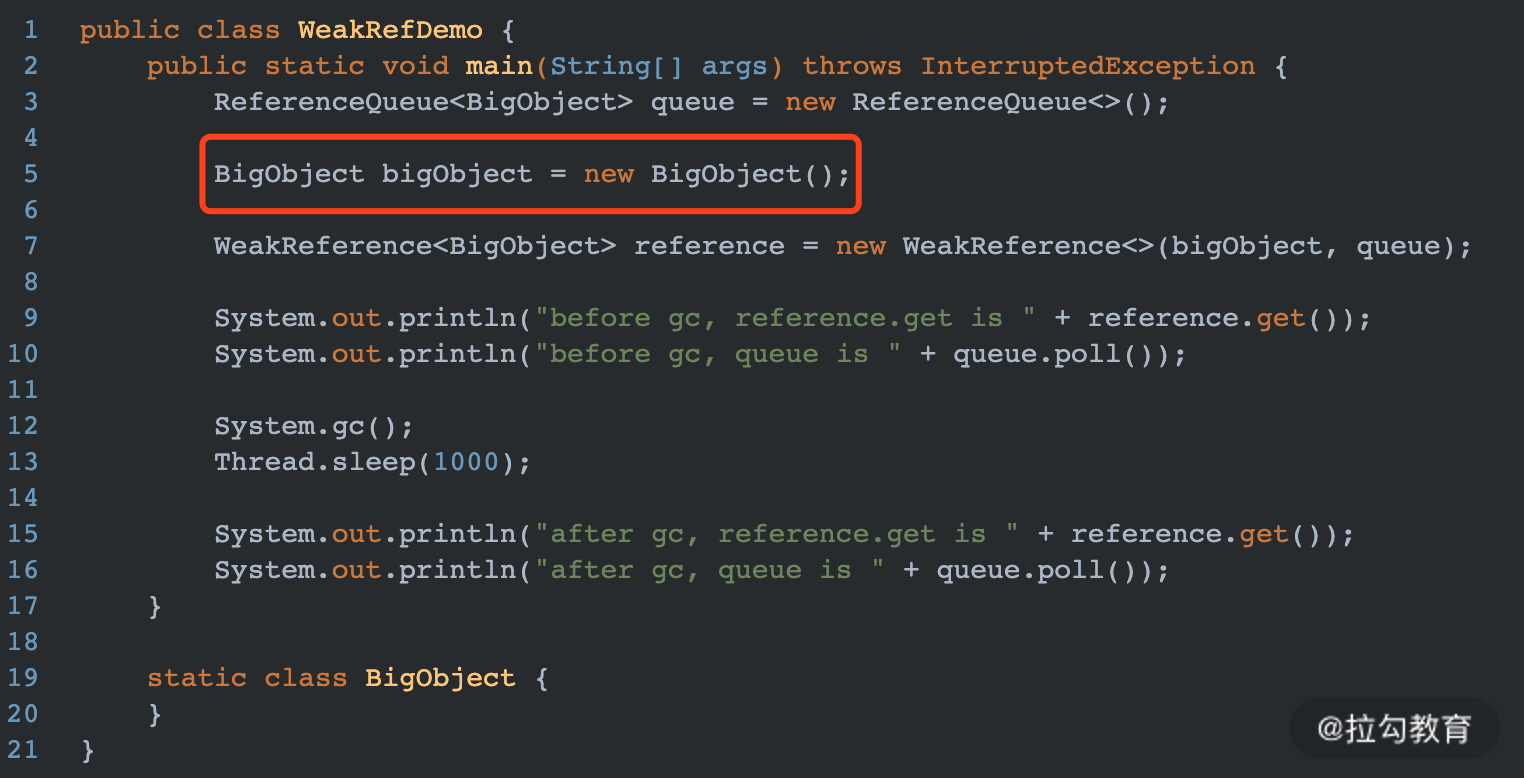 1 public class WeakRefDemo {
2     public static void main(String[] args) throws InterruptedException {
3         ReferenceQueue<BigObject> queue = new ReferenceQueue<>();
4
5         BigObject bigObject = new BigObject();
6
7         WeakReference<BigObject> reference = new WeakReference<>(bigObject, queue);
8
9         System.out.println("before gc, reference.get is " + reference.get());
10         System.out.println("before gc, queue is " + queue.poll());
11
12         System.gc();
13         Thread.sleep(1000);
14
15         System.out.println("after gc, reference.get is " + reference.get());
16         System.out.println("after gc, queue is " + queue.poll());
17     }
18
19     static class BigObject {
20     }
21 }
@拉勾教育